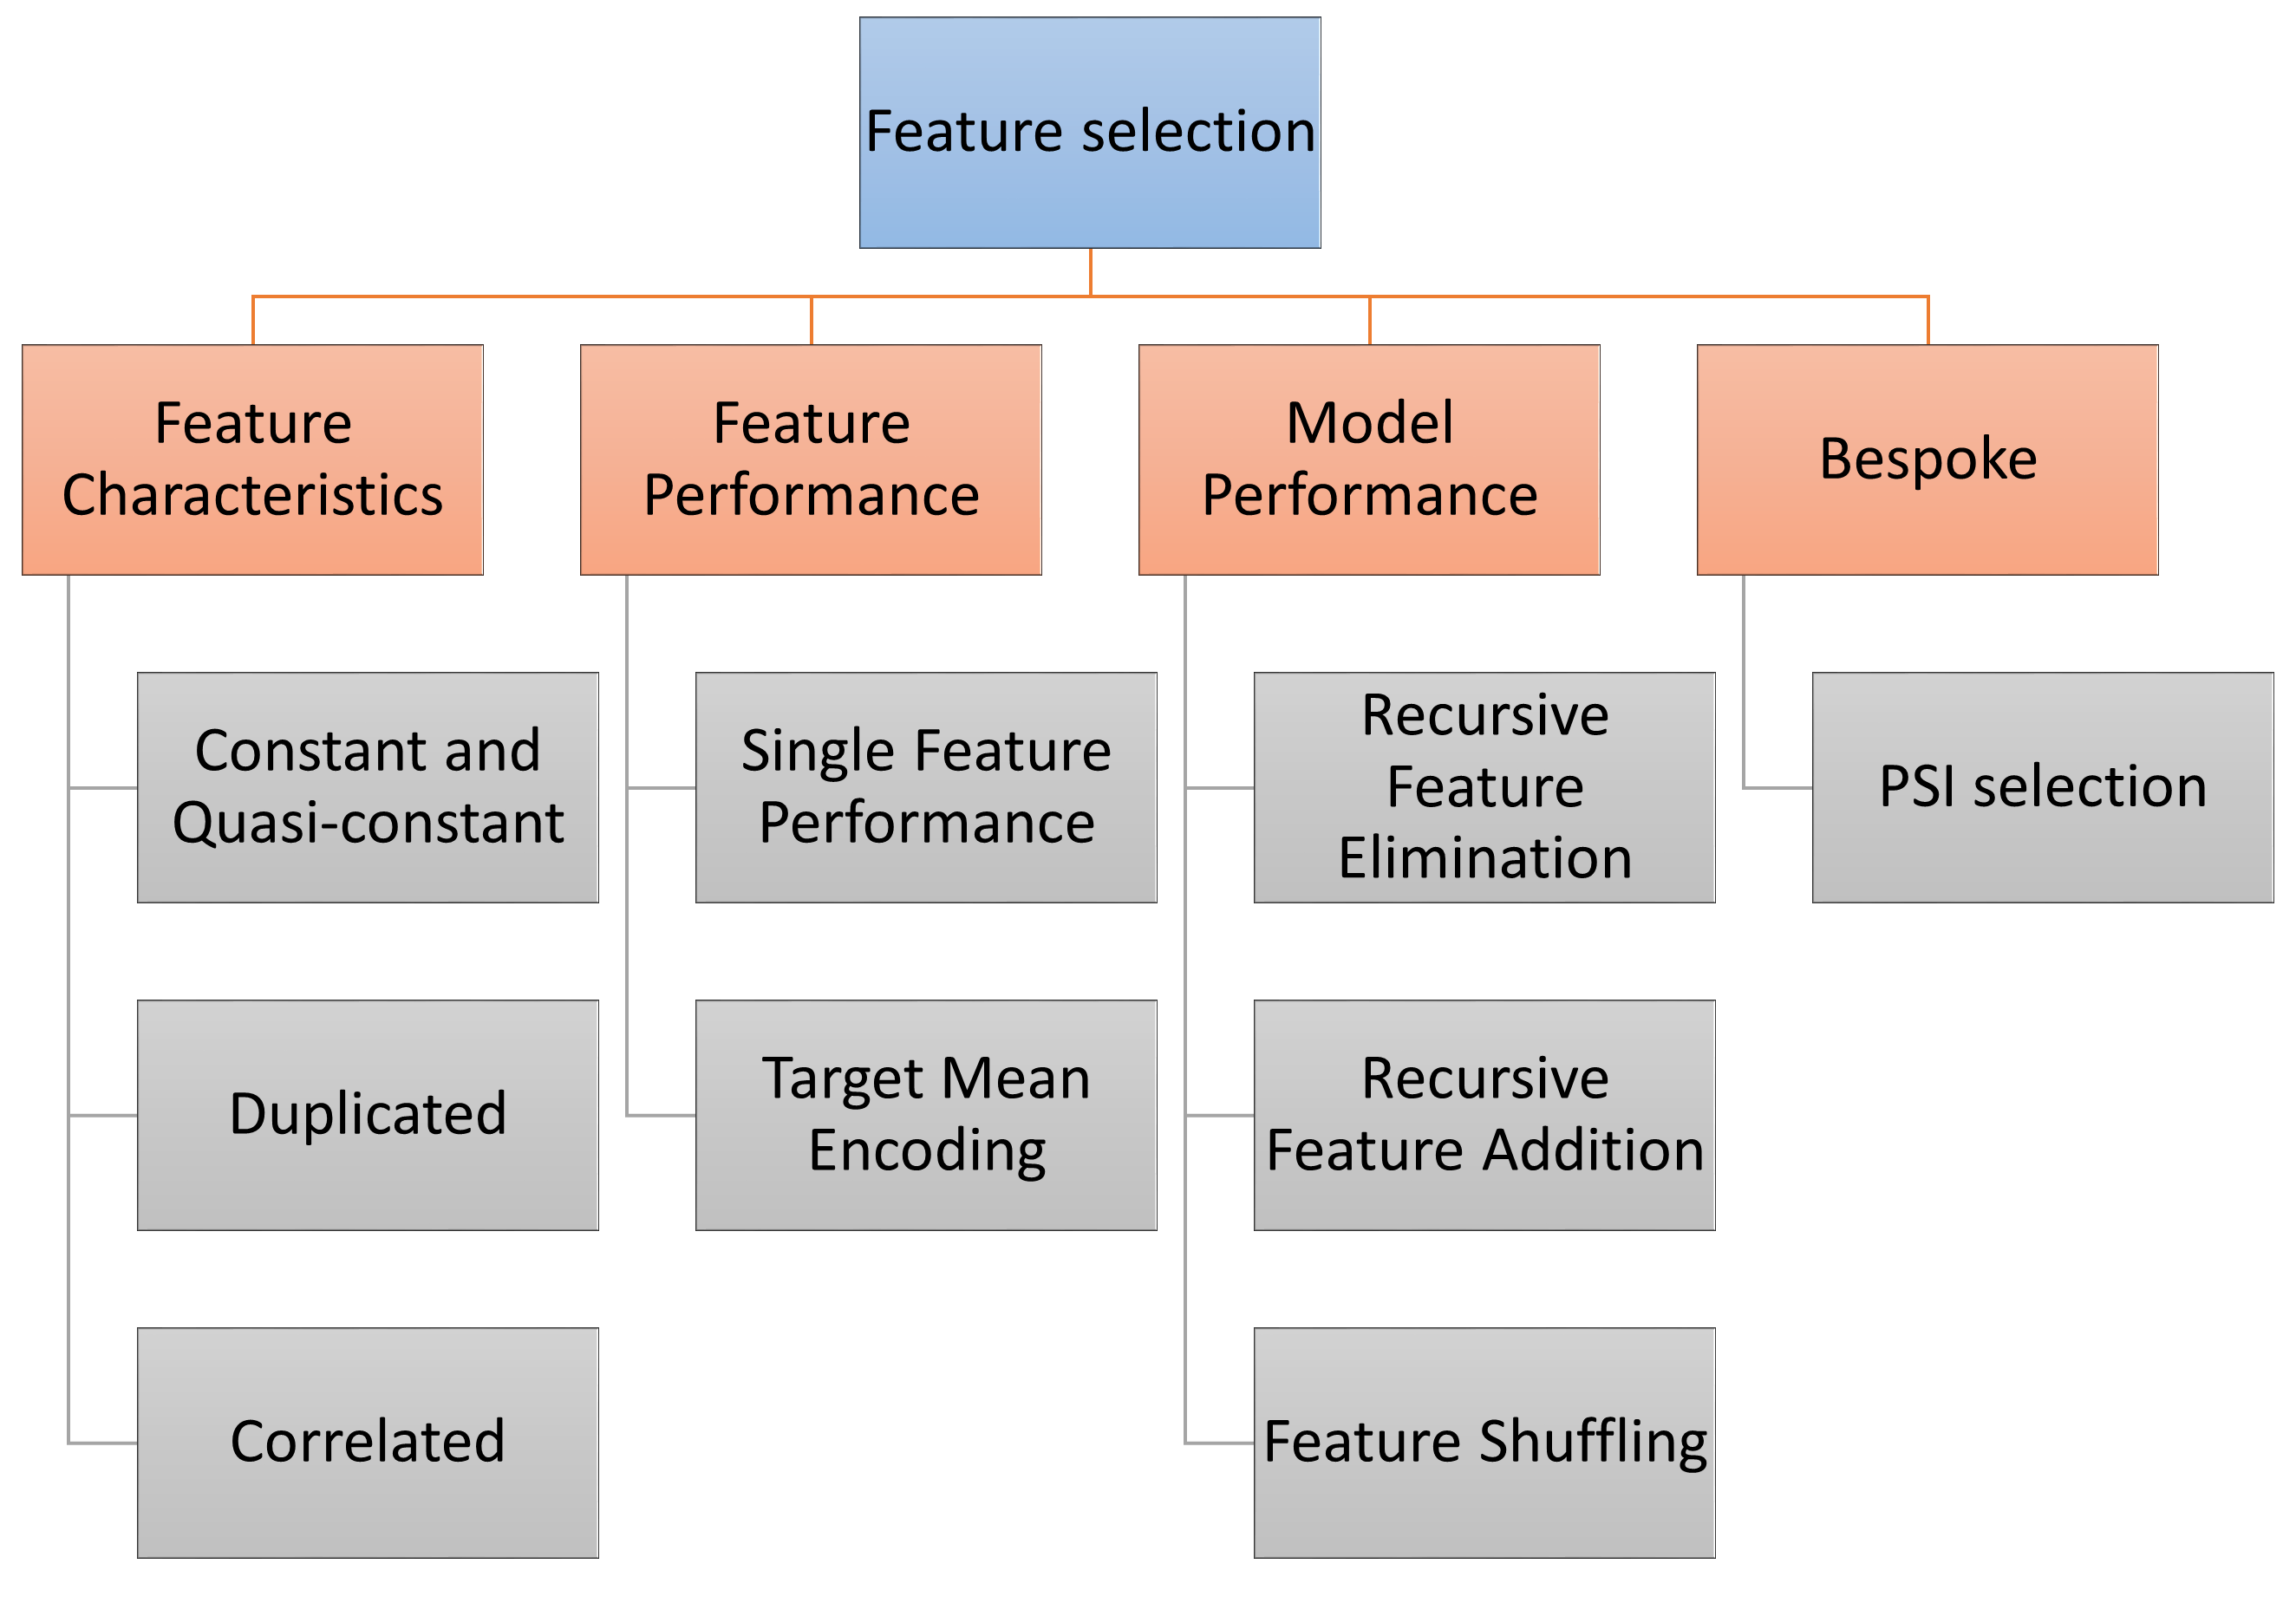 Feature selection
Feature
Characteristics
Feature
Performance
Model
Performance
Bespoke
Constant and
Quasi-constant
Single Feature
Performance
Recursive
Feature
Elimination
PSI selection
Duplicated
Target Mean
Encoding
Recursive
Feature Addition
Correlated
Feature Shuffling